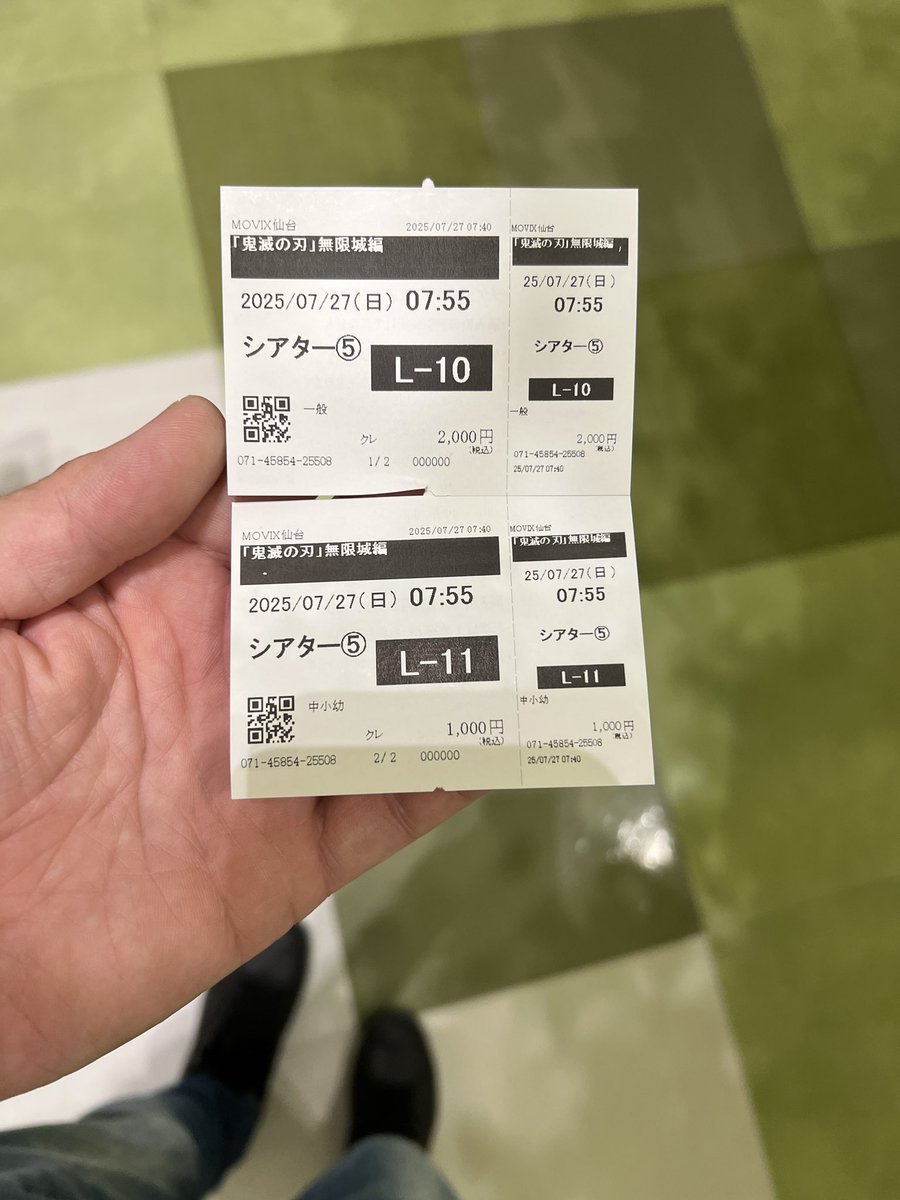 MOVIX仙台 2025/07/27 07:40
「鬼滅の刃」無限城編
2025/07/27(日) 07:55
シアター⑤
L-10
一般
クレ 2,000円
(税込)
071-45854-25508 1/2 000000
MOVIX仙台
「鬼滅の刃」無限城編
25/07/27(日)
07:55
シアター⑤
L-10
一般
2,000円
(税込)
071-45854-25508
25/07/27 07:40
MOVIX仙台 2025/07/27 07:40
「鬼滅の刃」無限城編
2025/07/27(日) 07:55
シアター⑤
L-11
中小幼
クレ 1,000円
(税込)
071-45854-25508 2/2 000000
MOVIX仙台
「鬼滅の刃」無限城編
25/07/27(日)
07:55
シアター⑤
L-11
中小幼
1,000円
(税込)
071-45854-25508
25/07/27 07:40